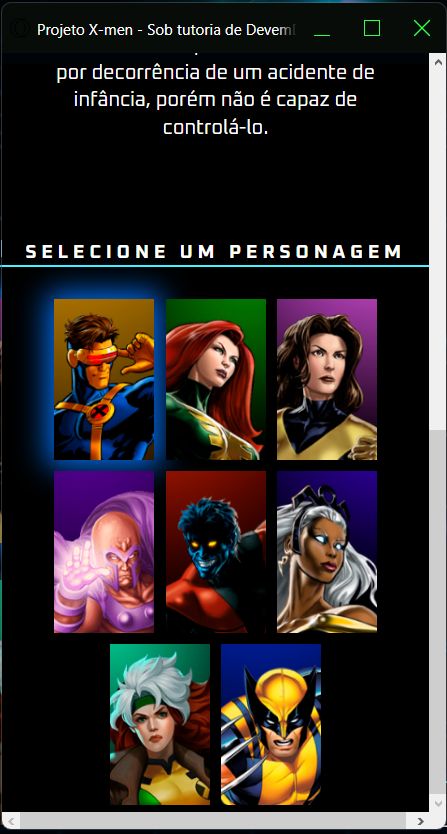 Projeto X-men - Sob tutoria de Devem
por decorrência de um acidente de
infância, porém não é capaz de
controlá-lo.
SELECIONE UM PERSONAGEM